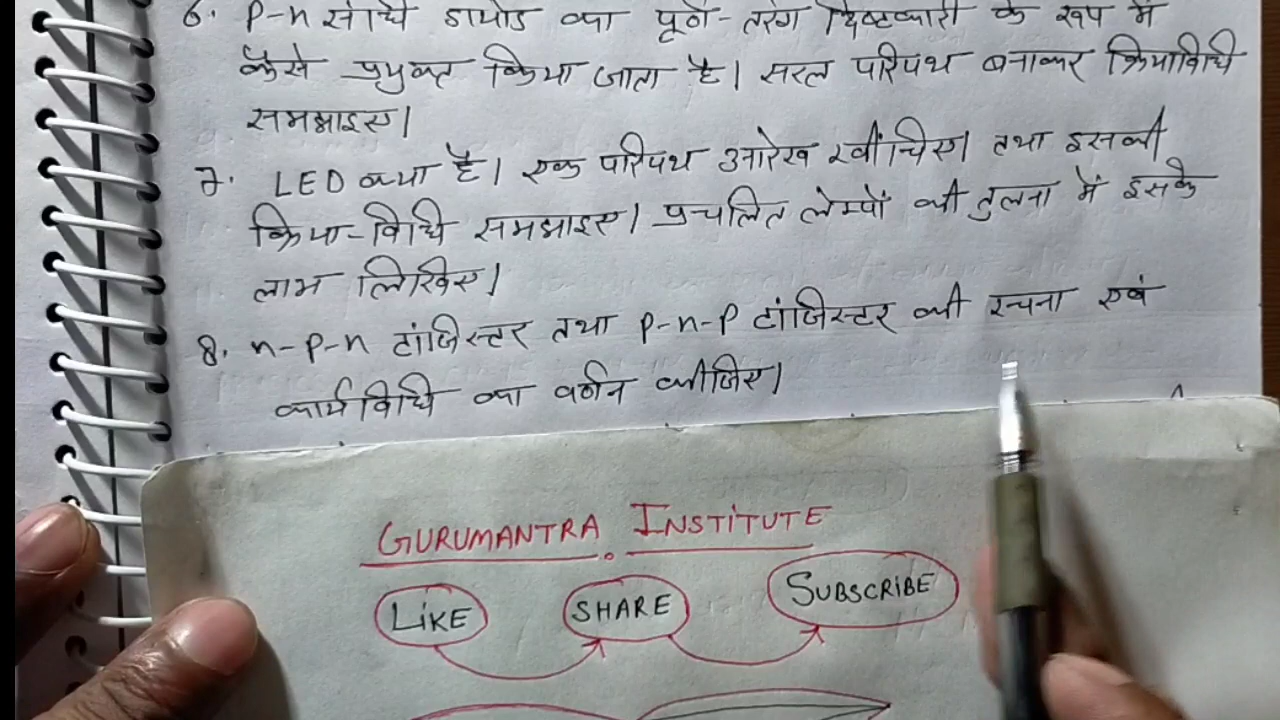 6. P-n संधि डायोड का पूर्ण-तरंग दिष्टकारी के रूप में
कैसे प्रयुक्त किया जाता है। सरल परिपथ बनाकर क्रियाविधि
समझाइए।
7. LED क्या है। एक परिपथ आरेख खींचिए। तथा इसकी
क्रिया-विधि समझाइए। प्रचलित लेम्पों की तुलना में इसके
लाभ लिखिए।
8. n-p-n टांजिस्टर तथा p-n-p टांजिस्टर की रचना एवं
कार्यविधि का वर्णन कीजिए।
GURUMANTRA INSTITUTE
LIKE SHARE SUBSCRIBE